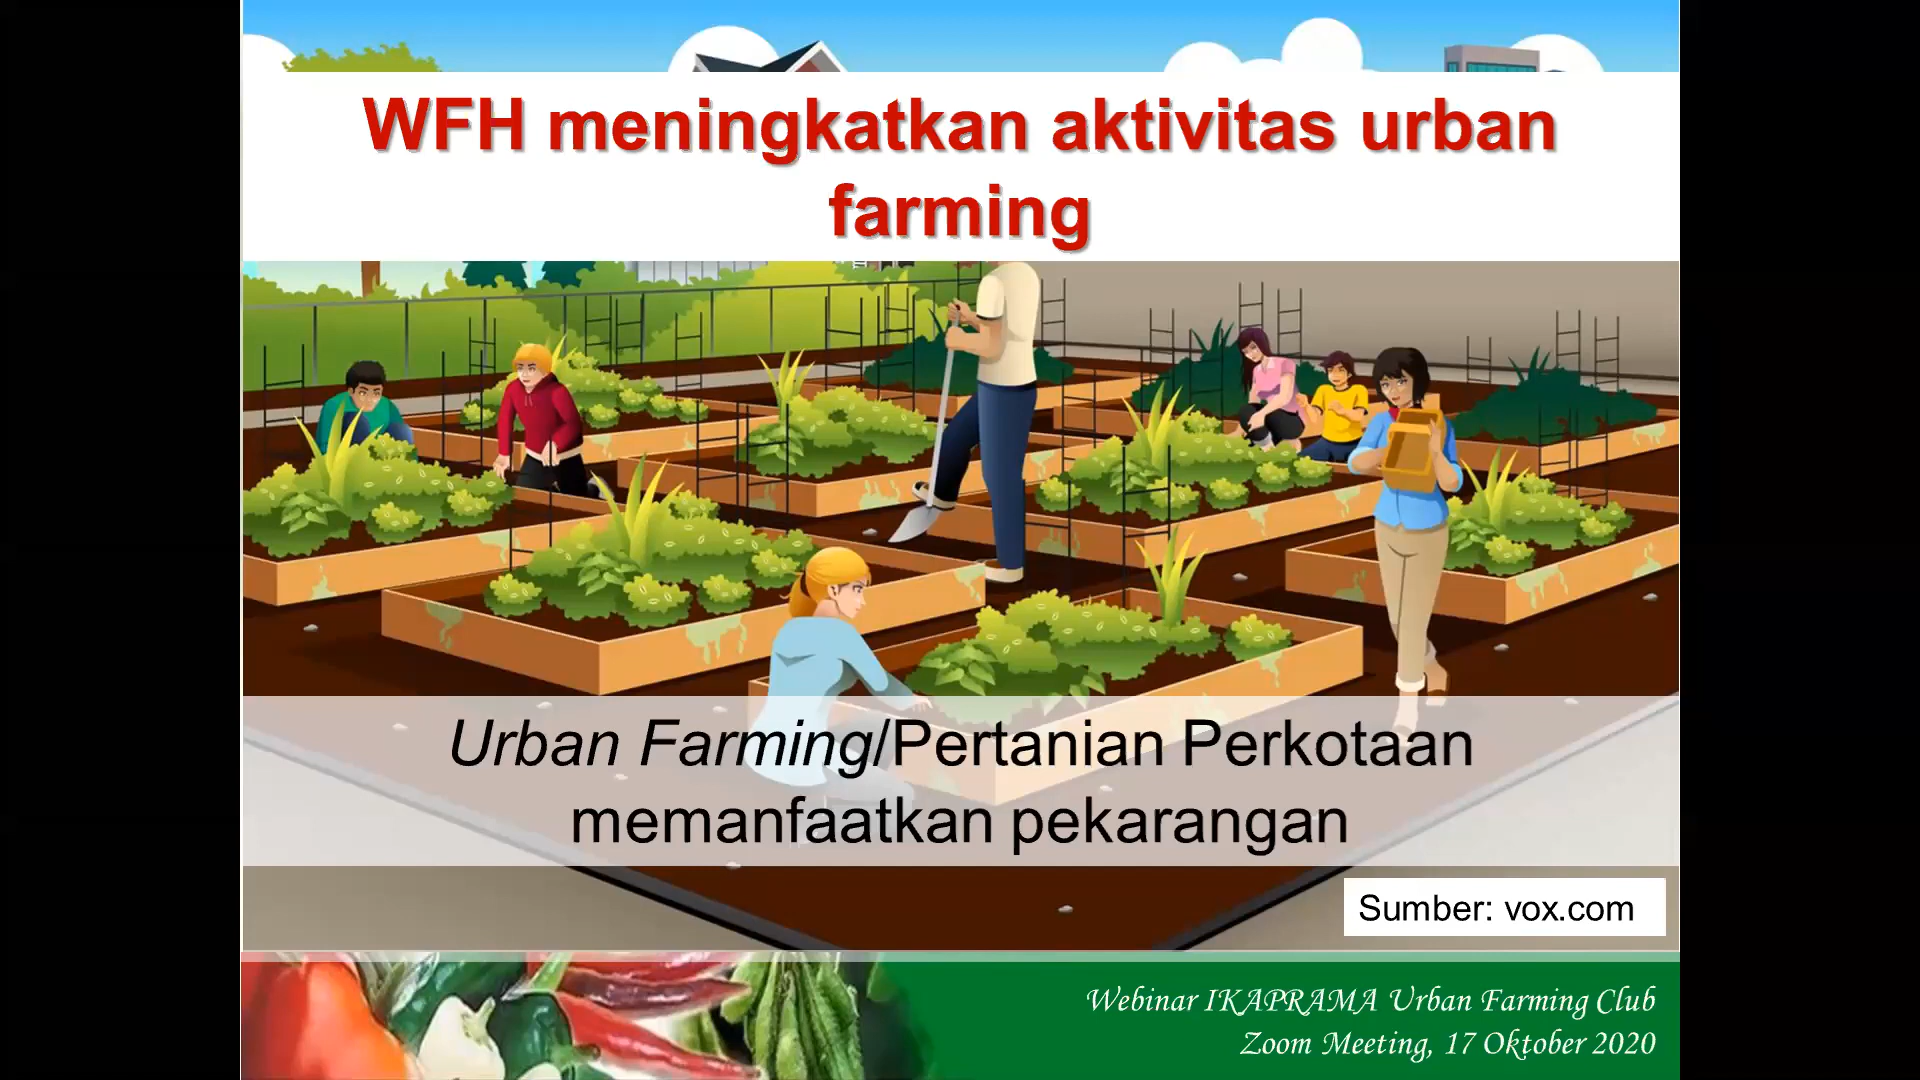 WFH meningkatkan aktivitas urban
farming
Urban Farming/Pertanian Perkotaan
memanfaatkan pekarangan
Sumber: vox.com
Webinar IKAPRAMA Urban Farming Club
Zoom Meeting, 17 Oktober 2020